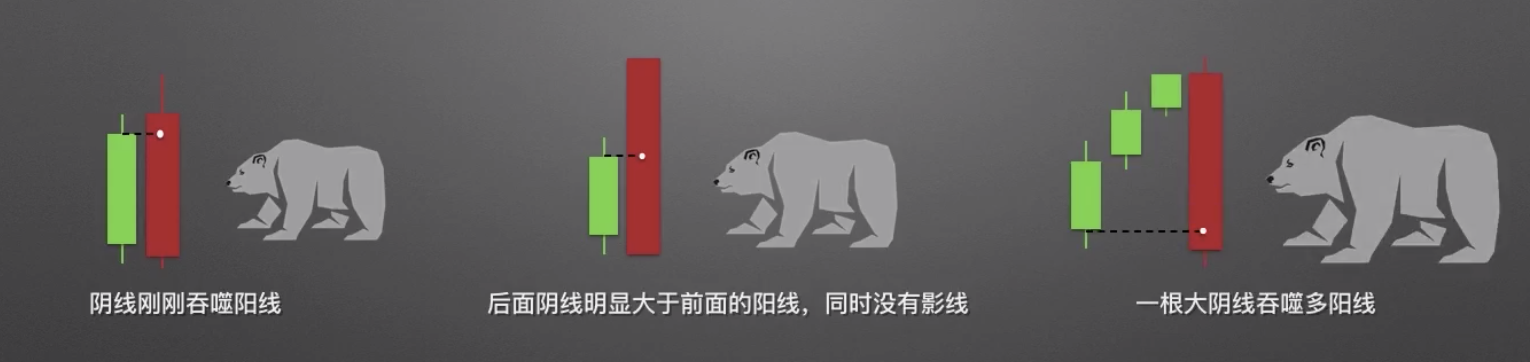 阴线刚刚吞噬阳线
后面阴线明显大于前面的阳线，同时没有影线
一根大阴线吞噬多阳线